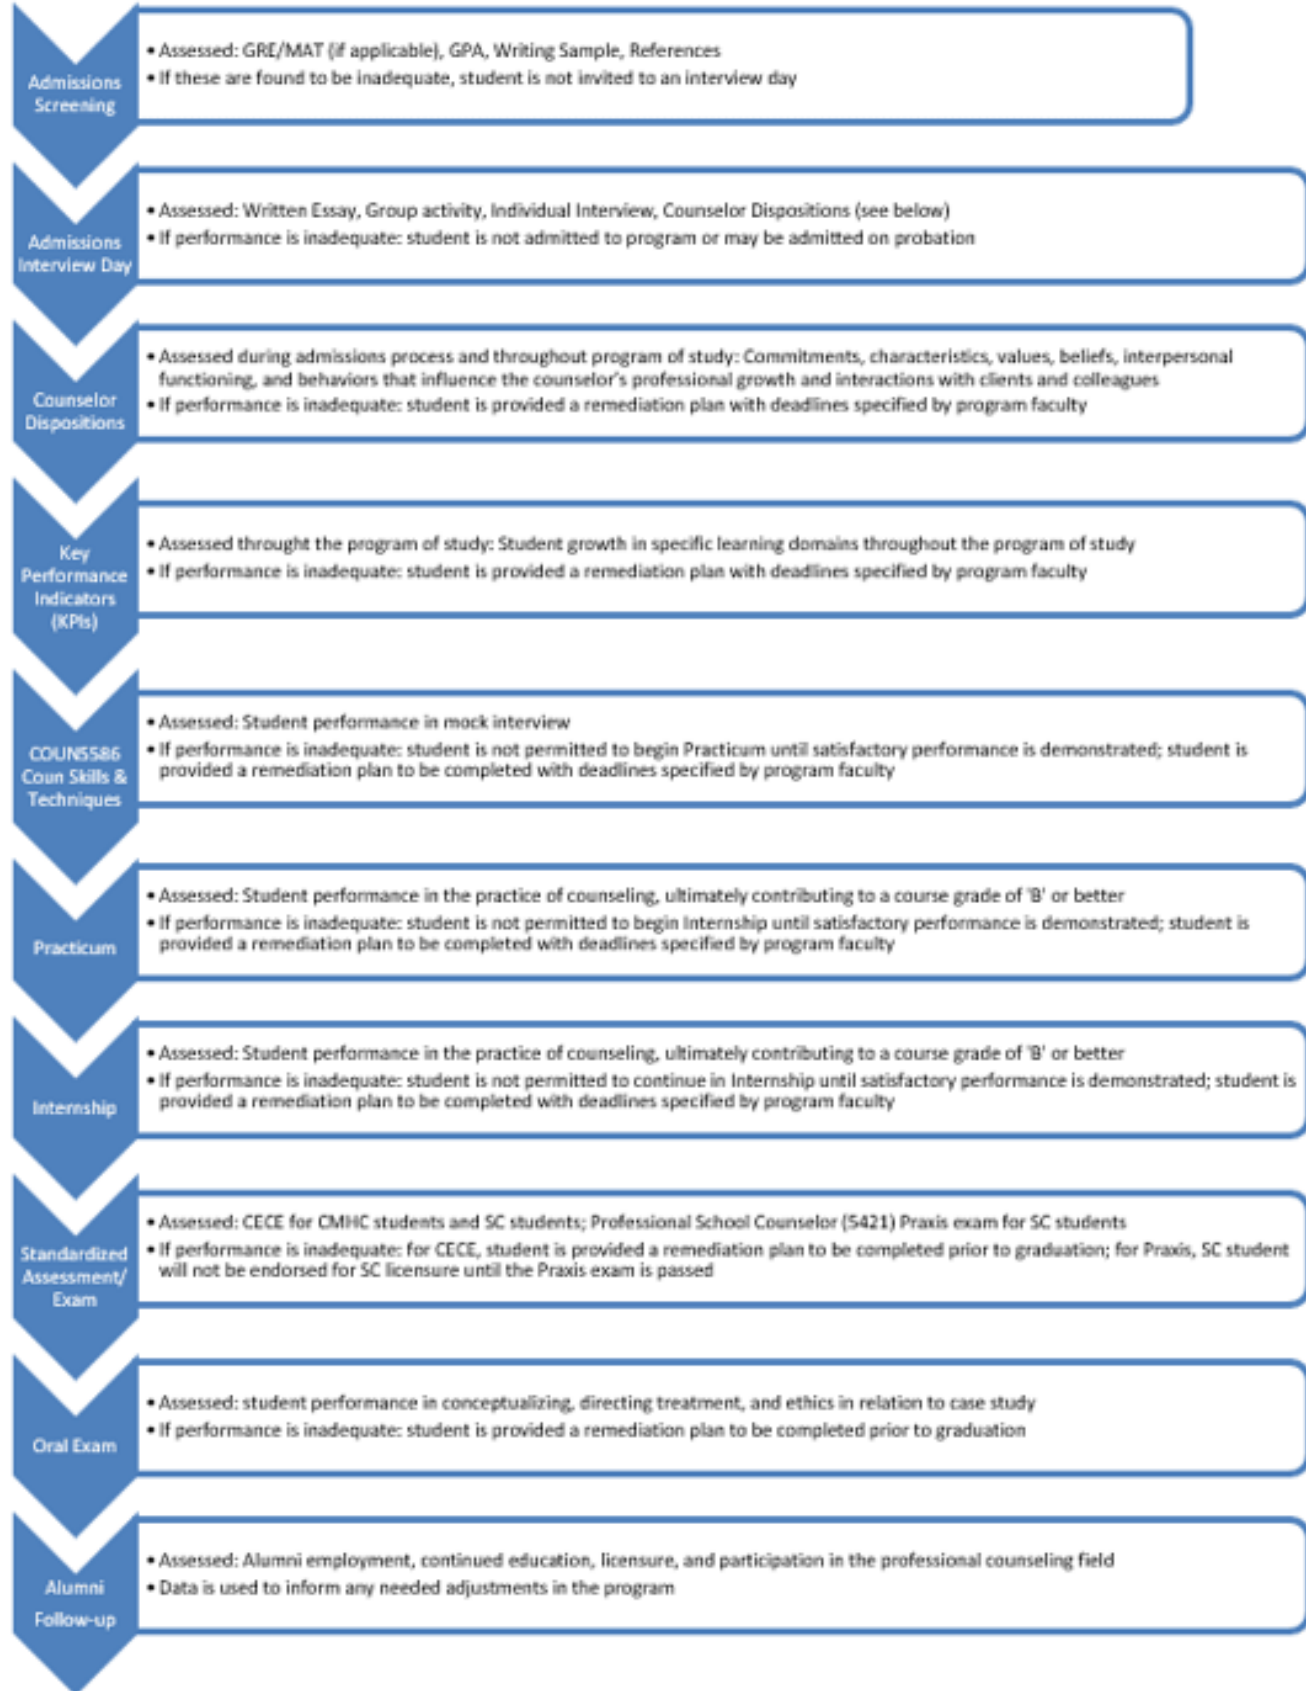 Admissions
Screening
• Assessed: GRE/MAT (if applicable), GPA, Writing Sample, References
• If these are found to be inadequate, student is not invited to an interview day
Admissions
Interview Day
• Assessed: Written Essay, Group activity, Individual Interview, Counselor Dispositions (see below)
• If performance is inadequate: student is not admitted to program or may be admitted on probation
Counselor
Dispositions
• Assessed during admissions process and throughout program of study: Commitments, characteristics, values, beliefs, interpersonal
functioning, and behaviors that influence the counselor's professional growth and interactions with clients and colleagues
• If performance is inadequate: student is provided a remediation plan with deadlines specified by program faculty
Key
Performance
Indicators
(KPIs)
• Assessed throught the program of study: Student growth in specific learning domains throughout the program of study
• If performance is inadequate: student is provided a remediation plan with deadlines specified by program faculty
COUN5586
Coun Skills &
Techniques
• Assessed: Student performance in mock interview
• If performance is inadequate: student is not permitted to begin Practicum until satisfactory performance is demonstrated; student is
provided a remediation plan to be completed with deadlines specified by program faculty
Practicum
• Assessed: Student performance in the practice of counseling, ultimately contributing to a course grade of 'B' or better
• If performance is inadequate: student is not permitted to begin Internship until satisfactory performance is demonstrated; student is
provided a remediation plan to be completed with deadlines specified by program faculty
Internship
• Assessed: Student performance in the practice of counseling, ultimately contributing to a course grade of 'B' or better
• If performance is inadequate: student is not permitted to continue in Internship until satisfactory performance is demonstrated; student is
provided a remediation plan to be completed with deadlines specified by program faculty
Standardized
Assessment/
Exam
• Assessed: CECE for CMHC students and SC students; Professional School Counselor (5421) Praxis exam for SC students
• If performance is inadequate: for CECE, student is provided a remediation plan to be completed prior to graduation; for Praxis, SC student
will not be endorsed for SC licensure until the Praxis exam is passed
Oral Exam
• Assessed: student performance in conceptualizing, directing treatment, and ethics in relation to case study
• If performance is inadequate: student is provided a remediation plan to be completed prior to graduation
Alumni
Follow-up
• Assessed: Alumni employment, continued education, licensure, and participation in the professional counseling field
• Data is used to inform any needed adjustments in the program